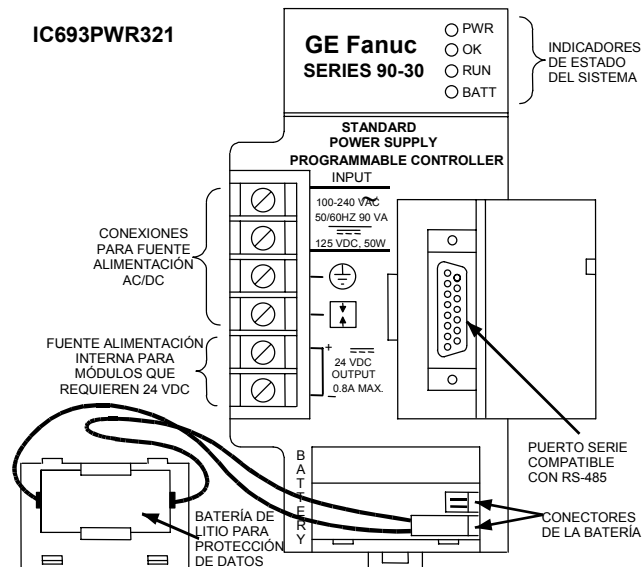 IC693PWR321
GE Fanuc
SERIES 90-30
PWR
OK
RUN
BATT
INDICADORES
DE ESTADO
DEL SISTEMA
STANDARD
POWER SUPPLY
PROGRAMMABLE CONTROLLER
INPUT
100-240 VAC
50/60HZ 90 VA
125 VDC, 50W
CONEXIONES
PARA FUENTE
ALIMENTACIÓN
AC/DC
FUENTE ALIMENTACIÓN
INTERNA PARA
MÓDULOS QUE
REQUIEREN 24 VDC
+
24 VDC
OUTPUT
0.8A MAX.
–
BATTERY
BATERÍA DE
LITIO PARA
PROTECCIÓN
DE DATOS
PUERTO SERIE
COMPATIBLE
CON RS-485
CONECTORES
DE LA BATERÍA